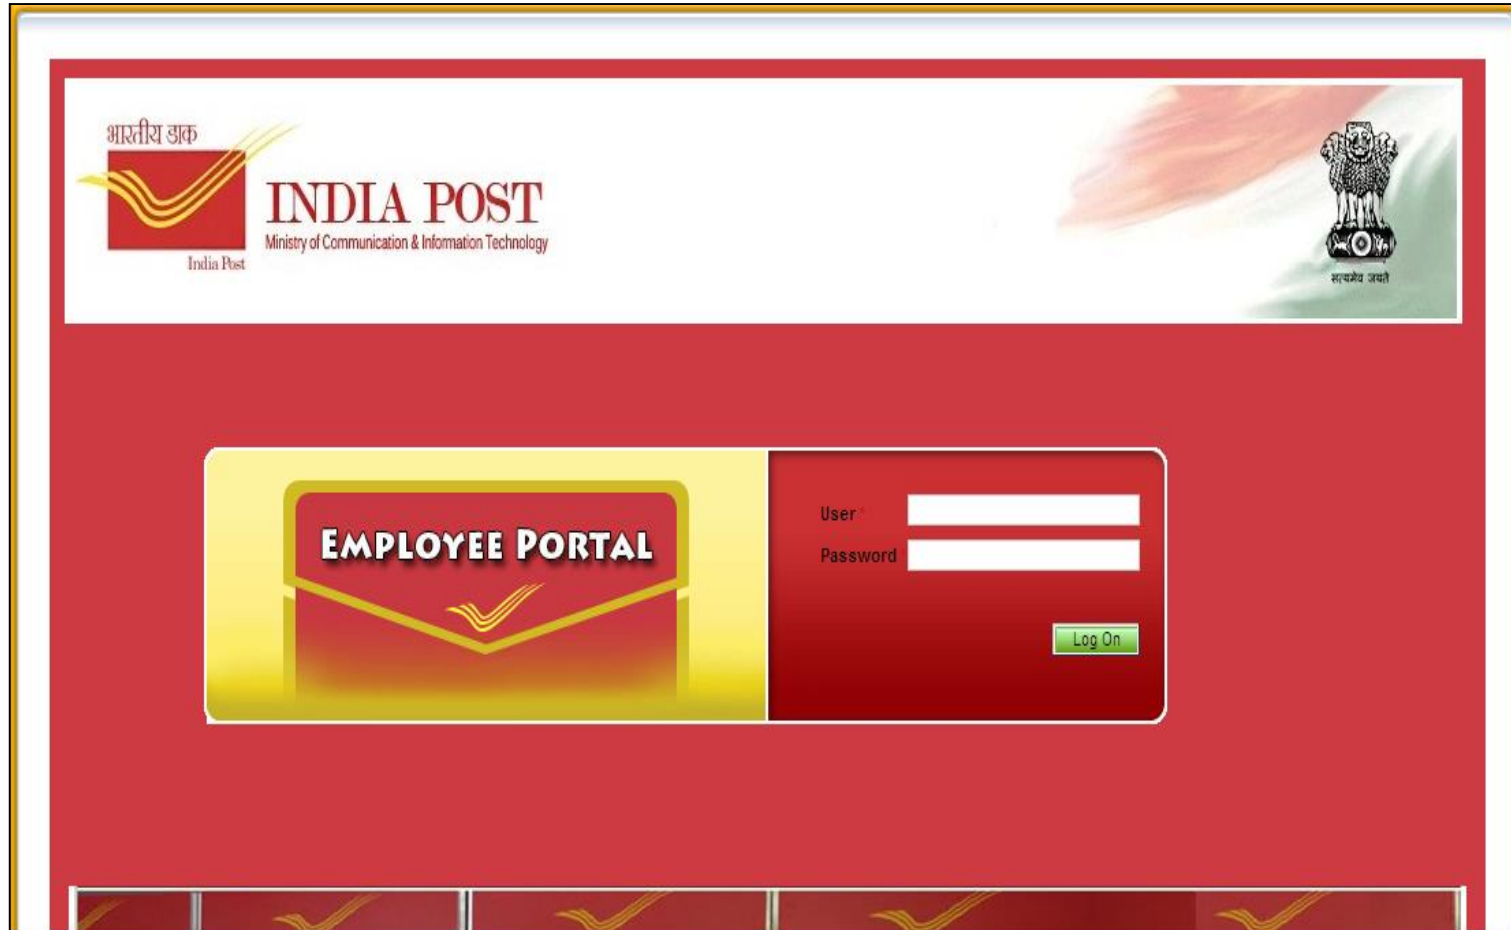 भारतीय डाक
INDIA POST
Ministry of Communication & Information Technology
India Post
सत्यमेव जयते
EMPLOYEE PORTAL
User *
Password
Log On